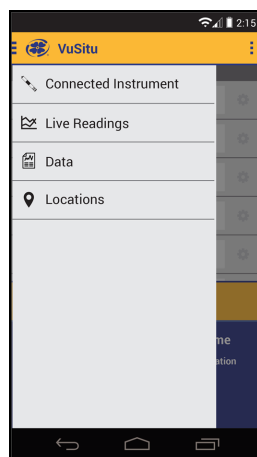 2:15
VuSitu
Connected Instrument
Live Readings
Data
Locations
me
ation